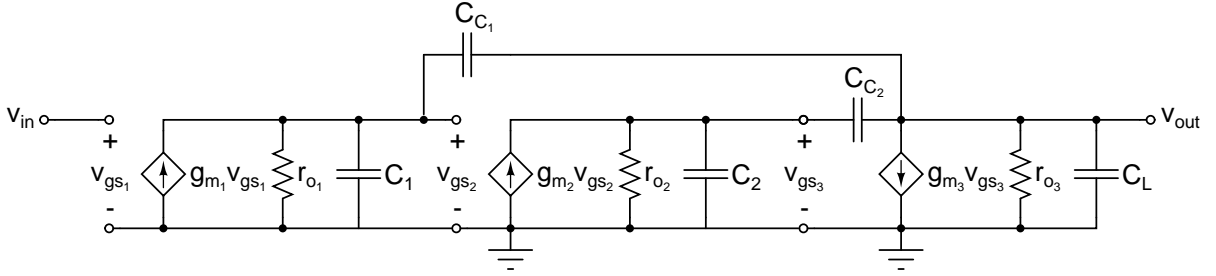 C_C1
C_C2
v_in
v_out
+ + +
v_gs1 g_m1 v_gs1 r_o1 C_1 v_gs2 g_m2 v_gs2 r_o2 C_2 v_gs3 g_m3 v_gs3 r_o3 C_L
- - -